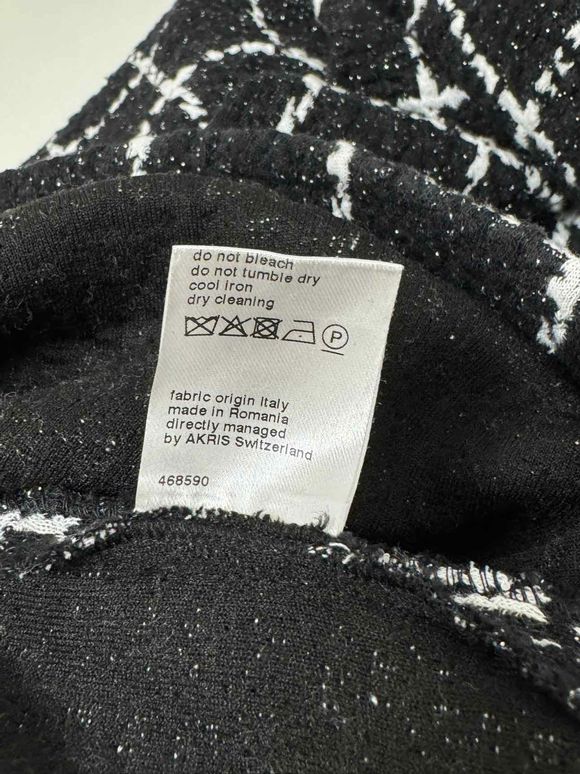 do not bleach
do not tumble dry
cool iron
dry cleaning
P
fabric origin Italy
made in Romania
directly managed
by AKRIS Switzerland
468590